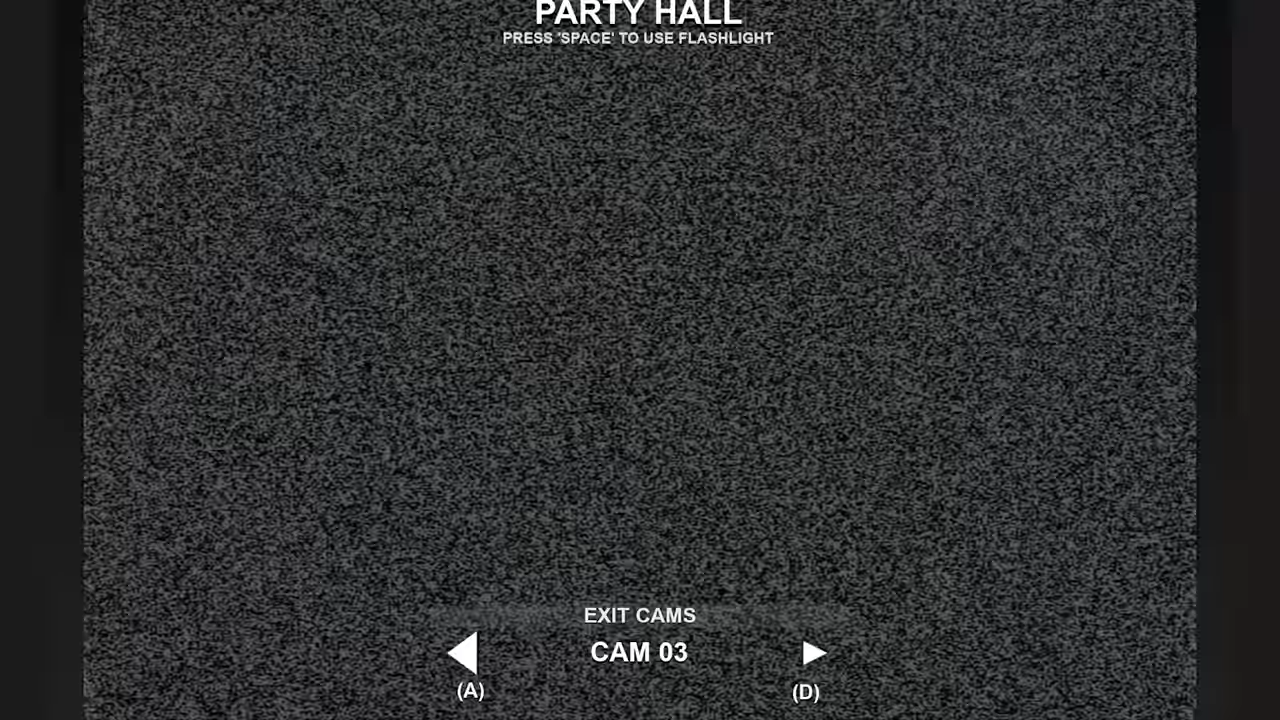 PARTY HALL
PRESS 'SPACE' TO USE FLASHLIGHT
EXIT CAMS
CAM 03
(A) (D)